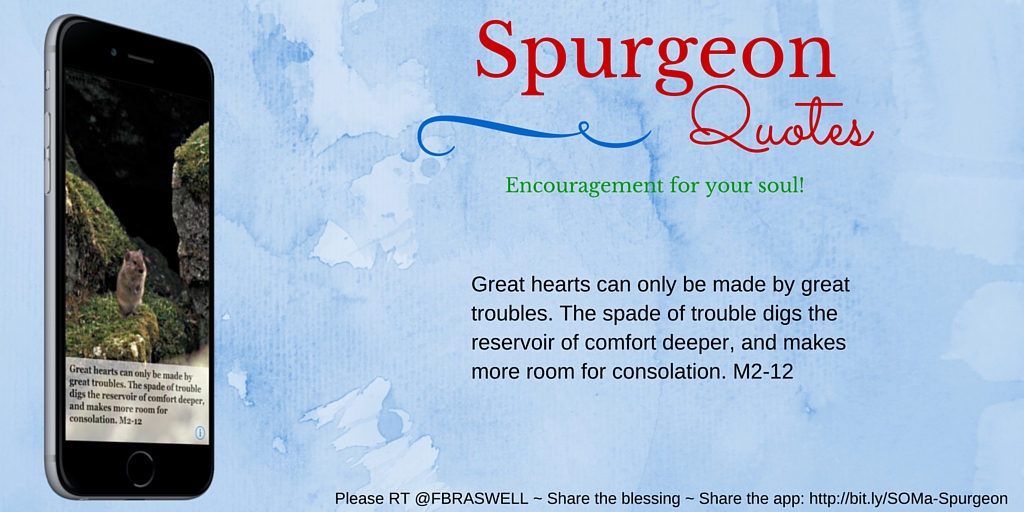 Spurgeon
Quotes
Encouragement for your soul!
Great hearts can only be made by great
troubles. The spade of trouble digs the
reservoir of comfort deeper, and makes
more room for consolation. M2-12
Great hearts can only be made by
great troubles. The spade of trouble
digs the reservoir of comfort deeper,
and makes more room for
consolation. M2-12
Please RT @FBRASWELL ~ Share the blessing ~ Share the app: http://bit.ly/SOMa-Spurgeon